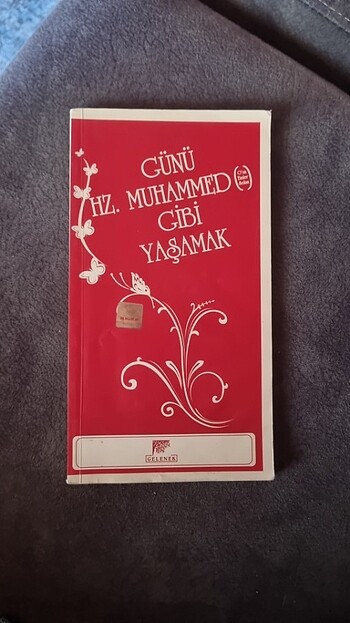 GÜNÜ
HZ. MUHAMMED
GİBİ
YAŞAMAK
GELENEK